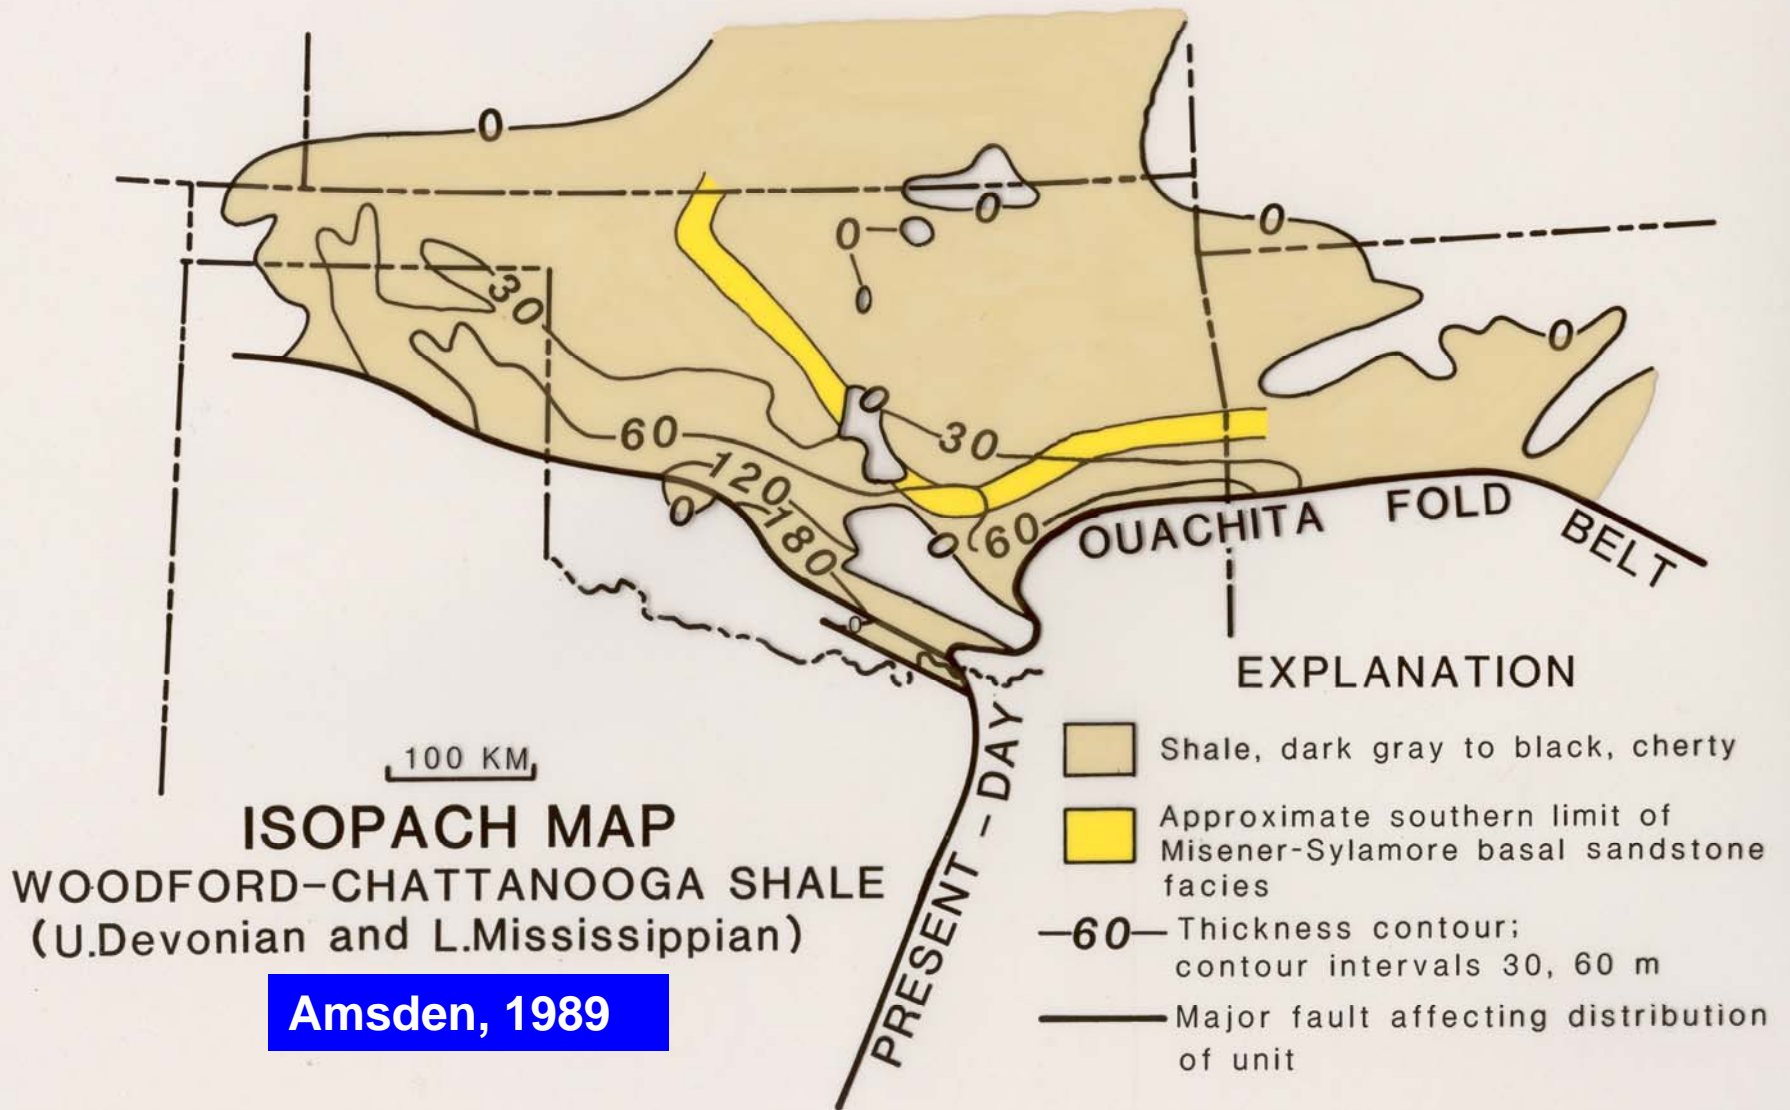 0
0
0
0
0
30
0
30
60
120
180
0
0
60
0
OUACHITA FOLD BELT
PRESENT - DAY
100 KM
ISOPACH MAP
WOODFORD-CHATTANOOGA SHALE
(U.Devonian and L.Mississippian)
Amsden, 1989
EXPLANATION
Shale, dark gray to black, cherty
Approximate southern limit of
Misener-Sylamore basal sandstone
facies
60
Thickness contour;
contour intervals 30, 60 m
Major fault affecting distribution
of unit